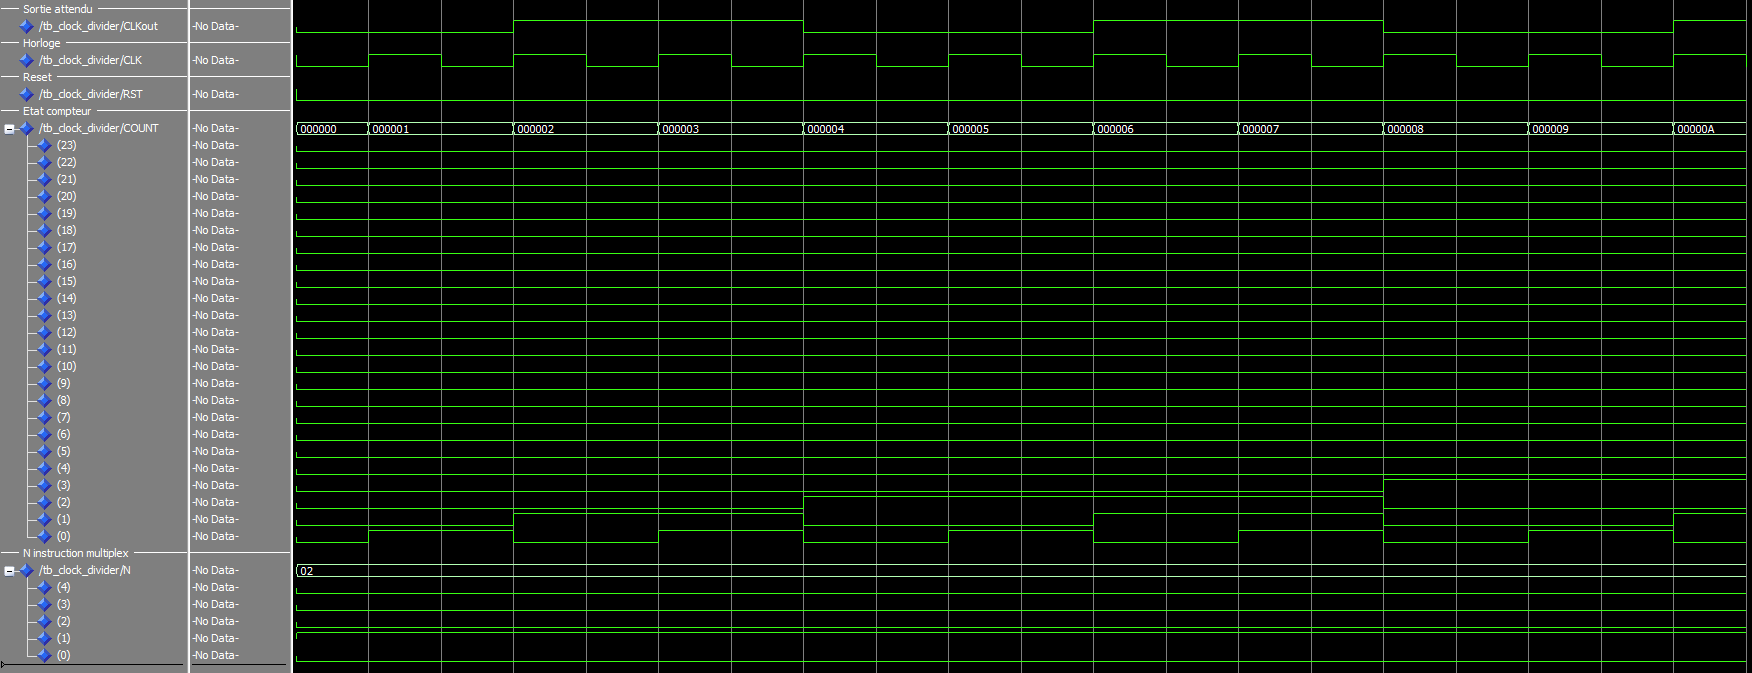 Sortie attendu
/tb_clock_divider/CLKout -No Data-
Horloge
/tb_clock_divider/CLK -No Data-
Reset
/tb_clock_divider/RST -No Data-
Etat compteur
/tb_clock_divider/COUNT -No Data- 000000 000001 000002 000003 000004 000005 000006 000007 000008 000009 00000A
(23) -No Data-
(22) -No Data-
(21) -No Data-
(20) -No Data-
(19) -No Data-
(18) -No Data-
(17) -No Data-
(16) -No Data-
(15) -No Data-
(14) -No Data-
(13) -No Data-
(12) -No Data-
(11) -No Data-
(10) -No Data-
(9) -No Data-
(8) -No Data-
(7) -No Data-
(6) -No Data-
(5) -No Data-
(4) -No Data-
(3) -No Data-
(2) -No Data-
(1) -No Data-
(0) -No Data-
N instruction multiplex
/tb_clock_divider/N -No Data- 02
(4) -No Data-
(3) -No Data-
(2) -No Data-
(1) -No Data-
(0) -No Data-